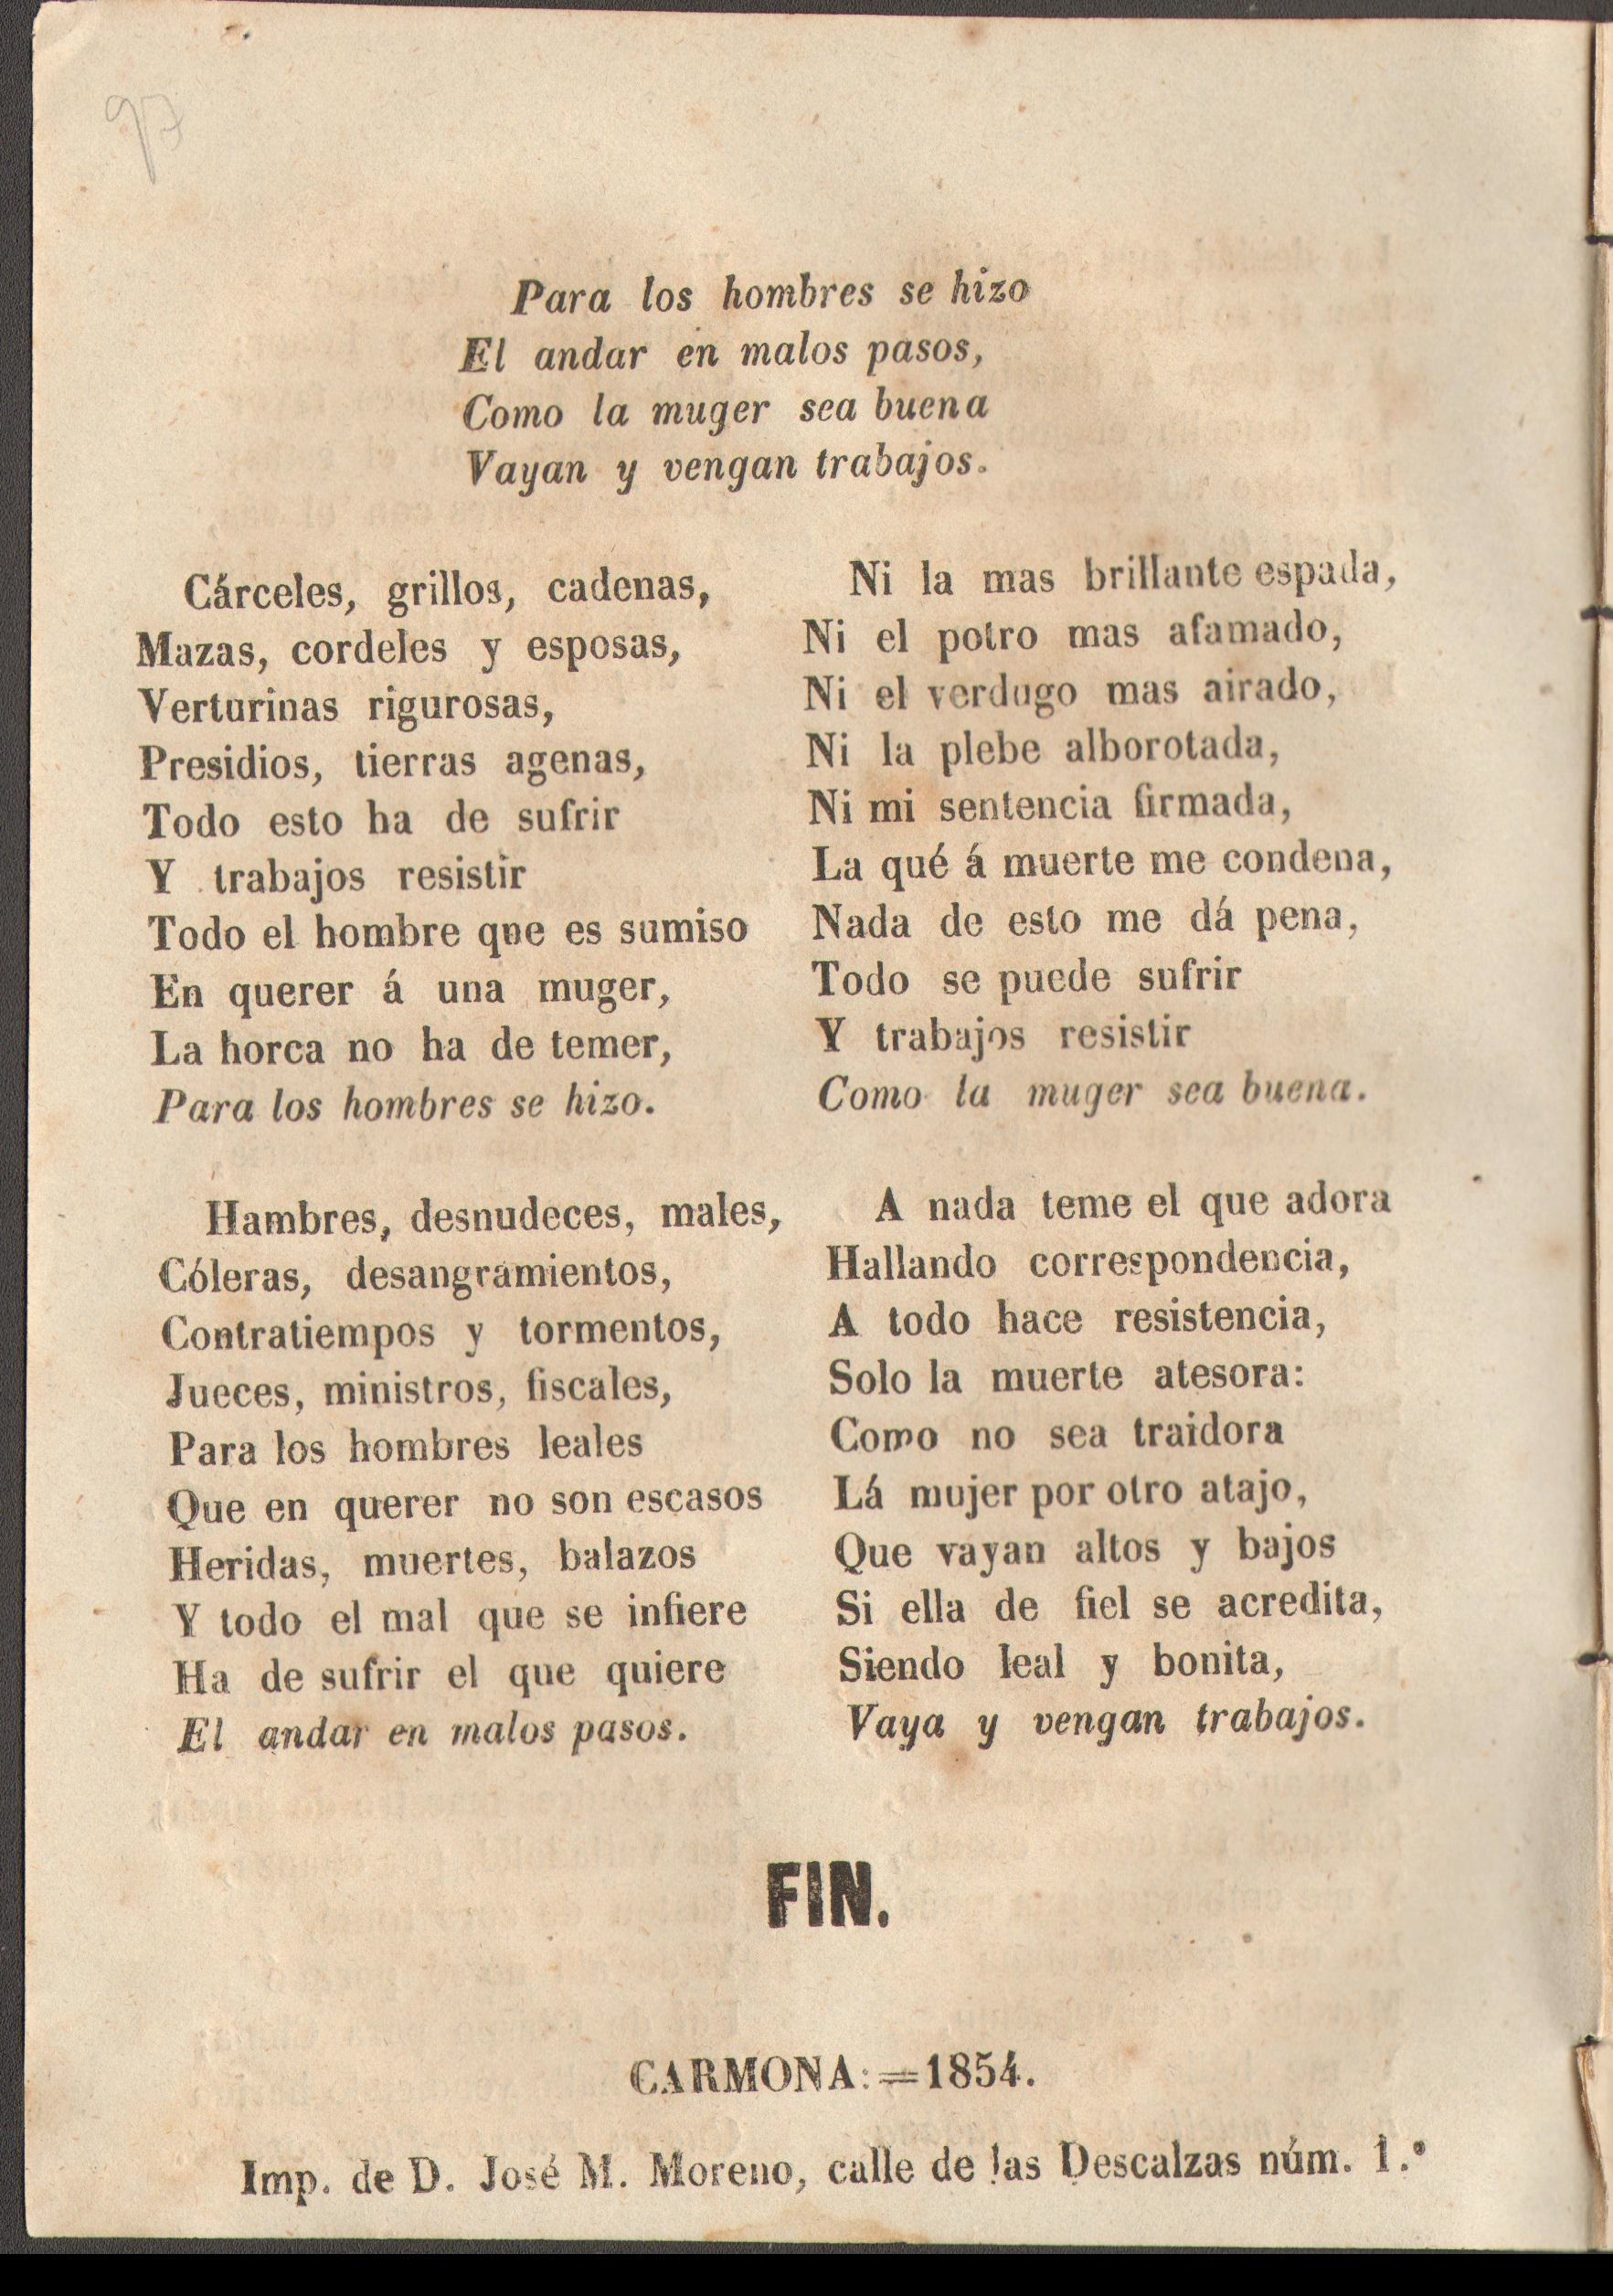 97
Para los hombres se hizo
El andar en malos pasos,
Como la muger sea buena
Vayan y vengan trabajos.
Cárceles, grillos, cadenas,
Mazas, cordeles y esposas,
Verturinas rigurosas,
Presidios, tierras agenas,
Todo esto ha de sufrir
Y trabajos resistir
Todo el hombre que es sumiso
En querer á una muger,
La horca no ha de temer,
Para los hombres se hizo.
Hambres, desnudeces, males,
Cóleras, desangramientos,
Contratiempos y tormentos,
Jueces, ministros, fiscales,
Para los hombres leales
Que en querer no son escasos
Heridas, muertes, balazos
Y todo el mal que se infiere
Ha de sufrir el que quiere
El andar en malos pasos.
Ni la mas brillante espada,
Ni el potro mas afamado,
Ni el verdugo mas airado,
Ni la plebe alborotada,
Ni mi sentencia firmada,
La qué á muerte me condena,
Nada de esto me dá pena,
Todo se puede sufrir
Y trabajos resistir
Como la muger sea buena.
A nada teme el que adora
Hallando correspondencia,
A todo hace resistencia,
Solo la muerte atesora:
Como no sea traidora
Lá mujer por otro atajo,
Que vayan altos y bajos
Si ella de fiel se acredita,
Siendo leal y bonita,
Vaya y vengan trabajos.
FIN.
CARMONA:=1854.
Imp. de D. José M. Moreno, calle de las Descalzas núm. 1.º